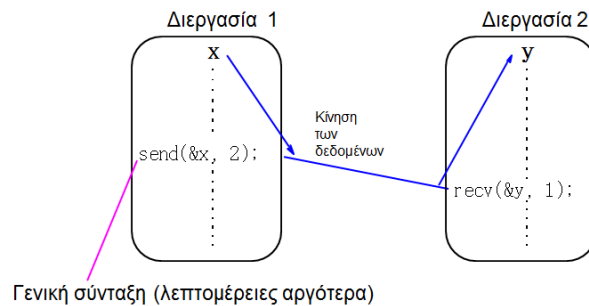 Διεργασία 1
Διεργασία 2
x
y
Κίνηση
των
δεδομένων
send(&x, 2);
recv(&y, 1);
Γενική σύνταξη (λεπτομέρειες αργότερα)